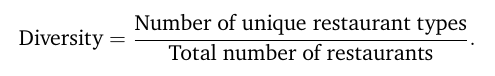 Diversity = Number of unique restaurant types / Total number of restaurants.